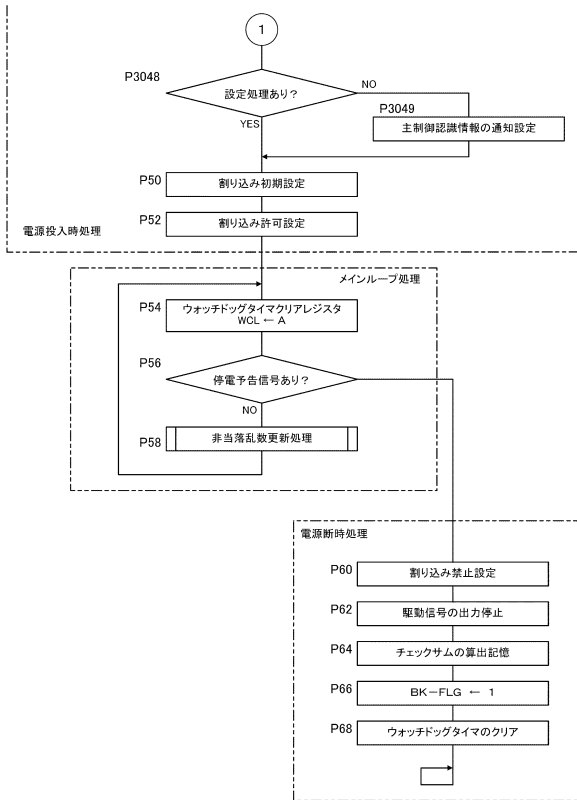 1
P3048
設定処理あり?
NO
YES
P3049
主制御認識情報の通知設定
P50
割り込み初期設定
P52
割り込み許可設定
電源投入時処理
メインループ処理
P54
ウォッチドッグタイマクリアレジスタ
WCL ← A
P56
停電予告信号あり?
NO
P58
非当落乱数更新処理
電源断時処理
P60
割り込み禁止設定
P62
駆動信号の出力停止
P64
チェックサムの算出記憶
P66
BK-FLG ← 1
P68
ウォッチドッグタイマのクリア